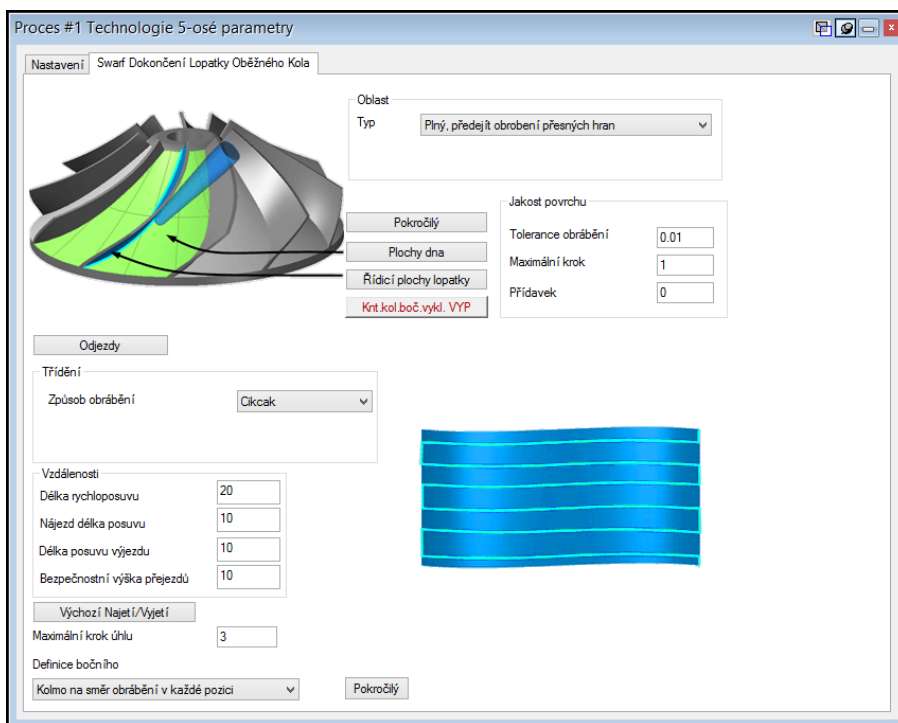 Proces #1 Technologie 5-osé parametry
Nastavení
Swarf Dokončení Lopatky Oběžného Kola
Oblast
Typ
Plný, předejít obrobení přesných hran
Pokročilý
Plochy dna
Řídicí plochy lopatky
Knt.kol.boč.vykl. VYP
Jakost povrchu
Tolerance obrábění
0.01
Maximální krok
1
Přídavek
0
Odjezdy
Třídění
Způsob obrábění
Cikcak
Vzdálenosti
Délka rychloposuvu
20
Nájezd délka posuvu
10
Délka posuvu výjezdu
10
Bezpečnostní výška přejezdů
10
Výchozí Najetí/Vyjetí
Maximální krok úhlu
3
Definice bočního
Kolmo na směr obrábění v každé pozici
Pokročilý